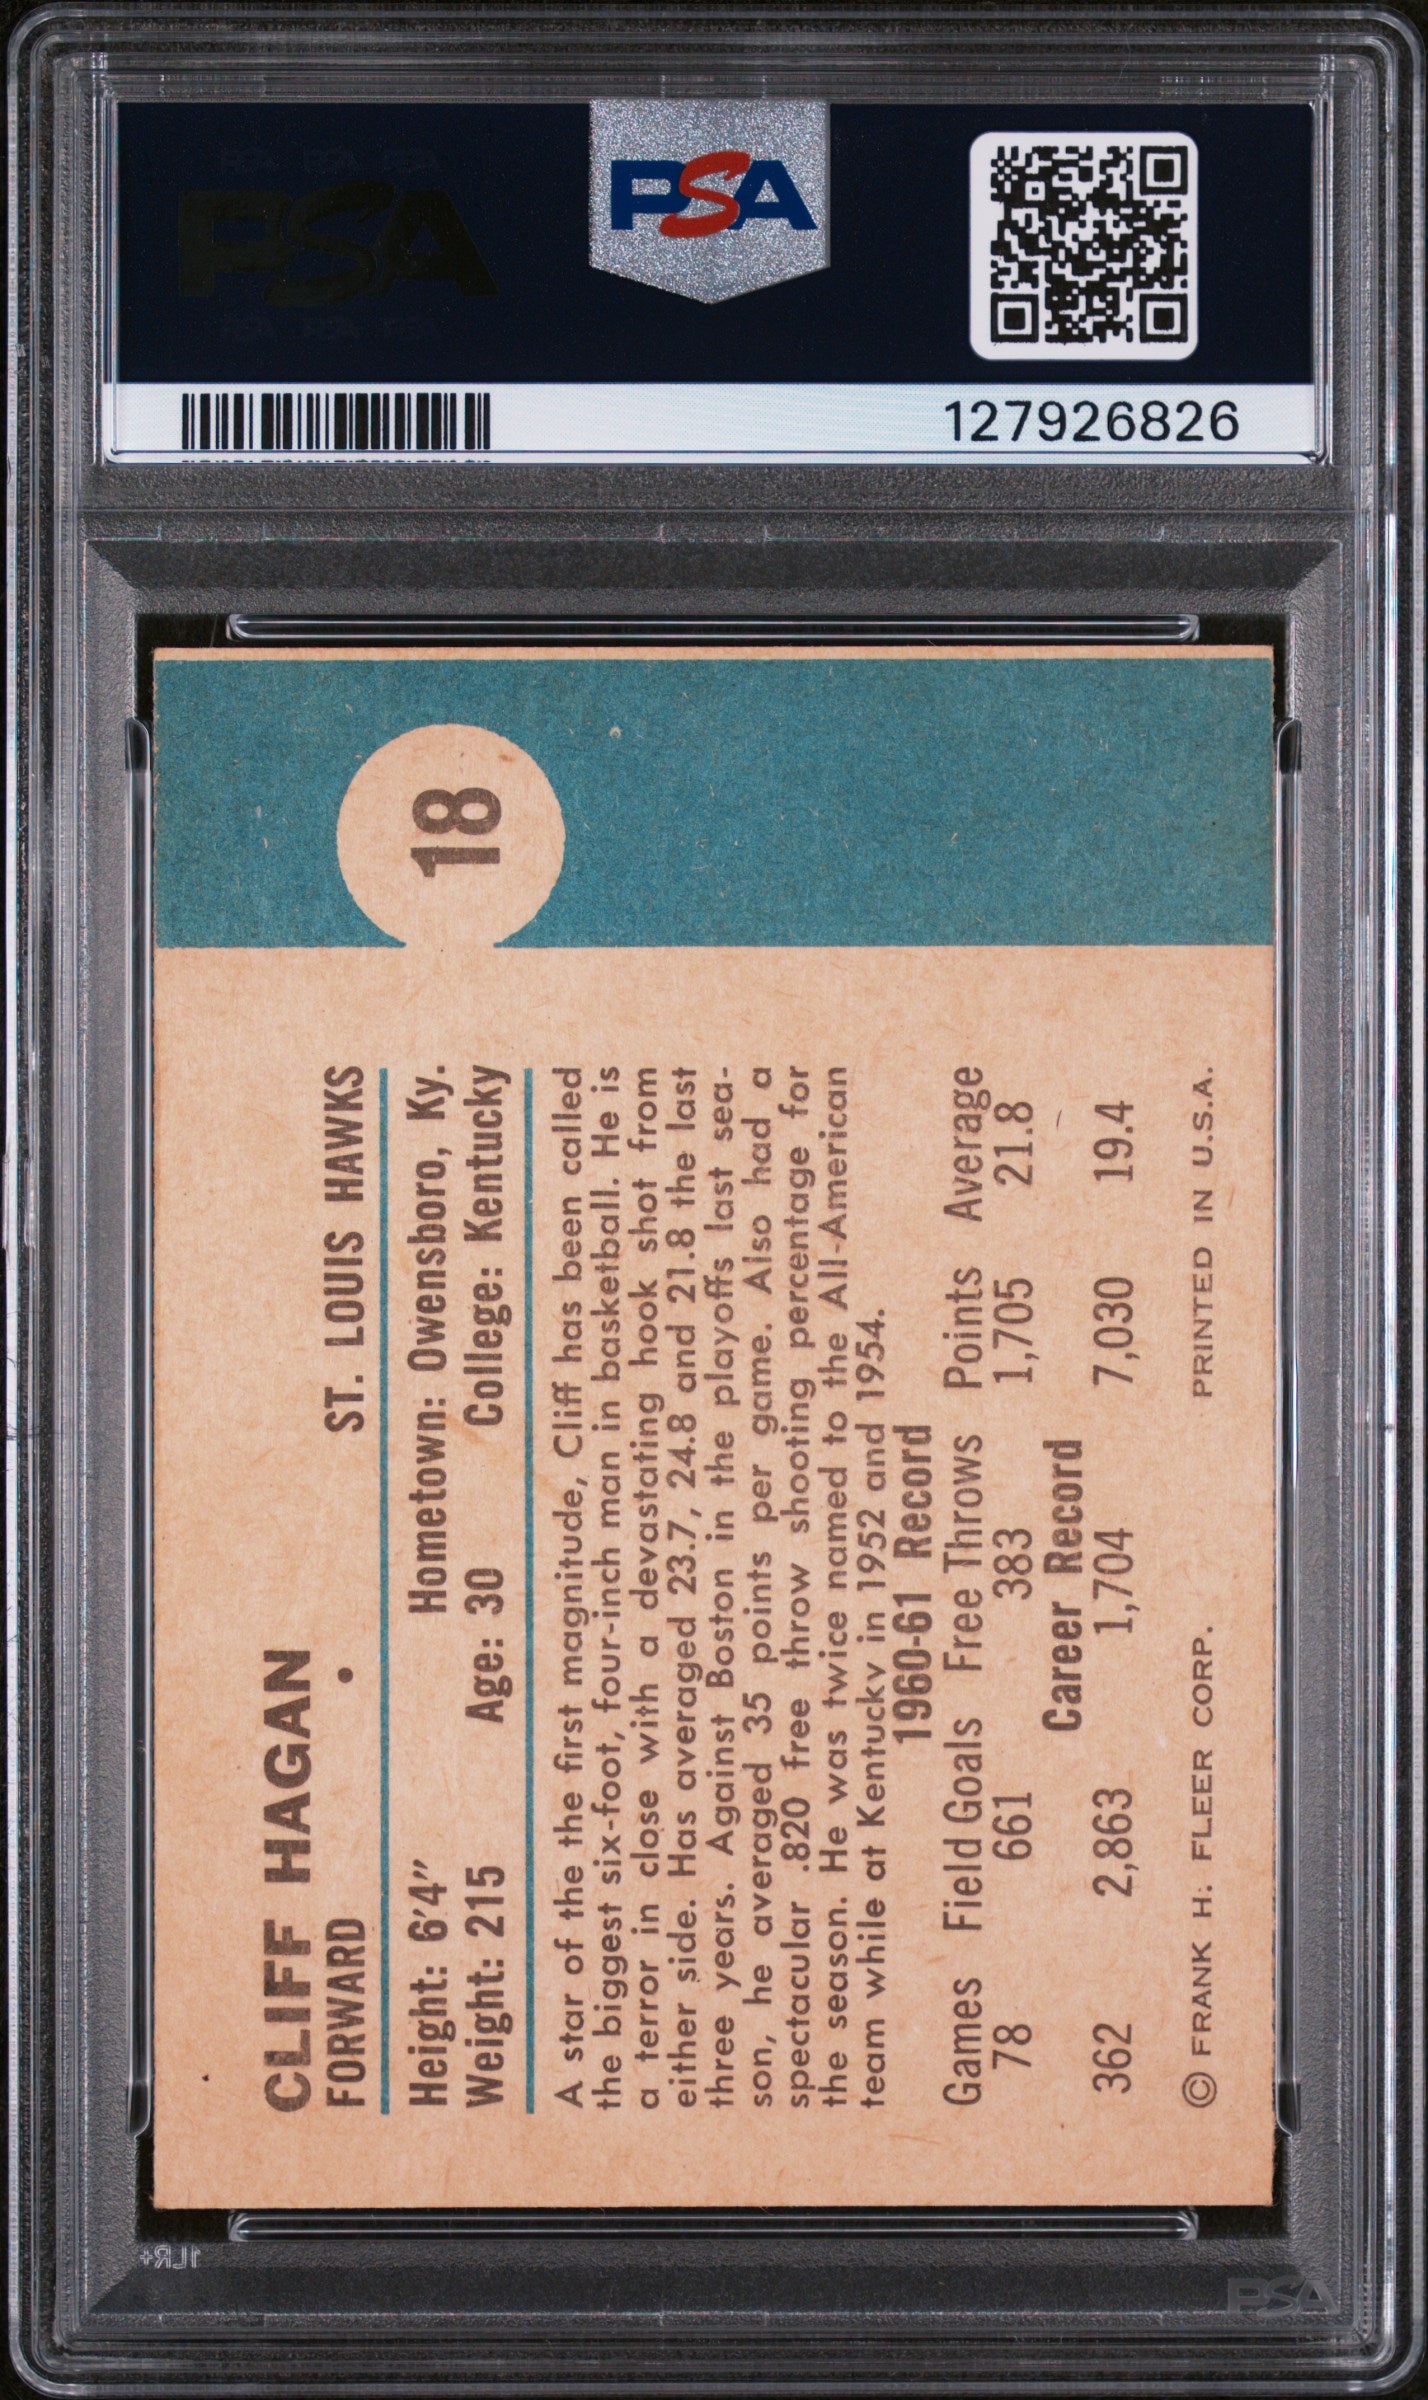 PSA
PSA
127926826
18
CLIFF HAGAN
FORWARD ST. LOUIS HAWKS
Height: 6'4" Hometown: Owensboro, Ky.
Weight: 215 Age: 30 College: Kentucky
A star of the the first magnitude, Cliff has been called
the biggest six-foot, four-inch man in basketball. He is
a terror in close with a devastating hook shot from
either side. Has averaged 23.7, 24.8 and 21.8 the last
three years. Against Boston in the playoffs last sea-
son, he averaged 35 points per game. Also had a
spectacular .820 free throw shooting percentage for
the season. He was twice named to the All-American
team while at Kentucky in 1952 and 1954.
1960-61 Record
Games Field Goals Free Throws Points Average
78 661 383 1,705 21.8
Career Record
362 2,863 1,704 7,030 19.4
© FRANK H. FLEER CORP. PRINTED IN U.S.A.
1LR+
PSA